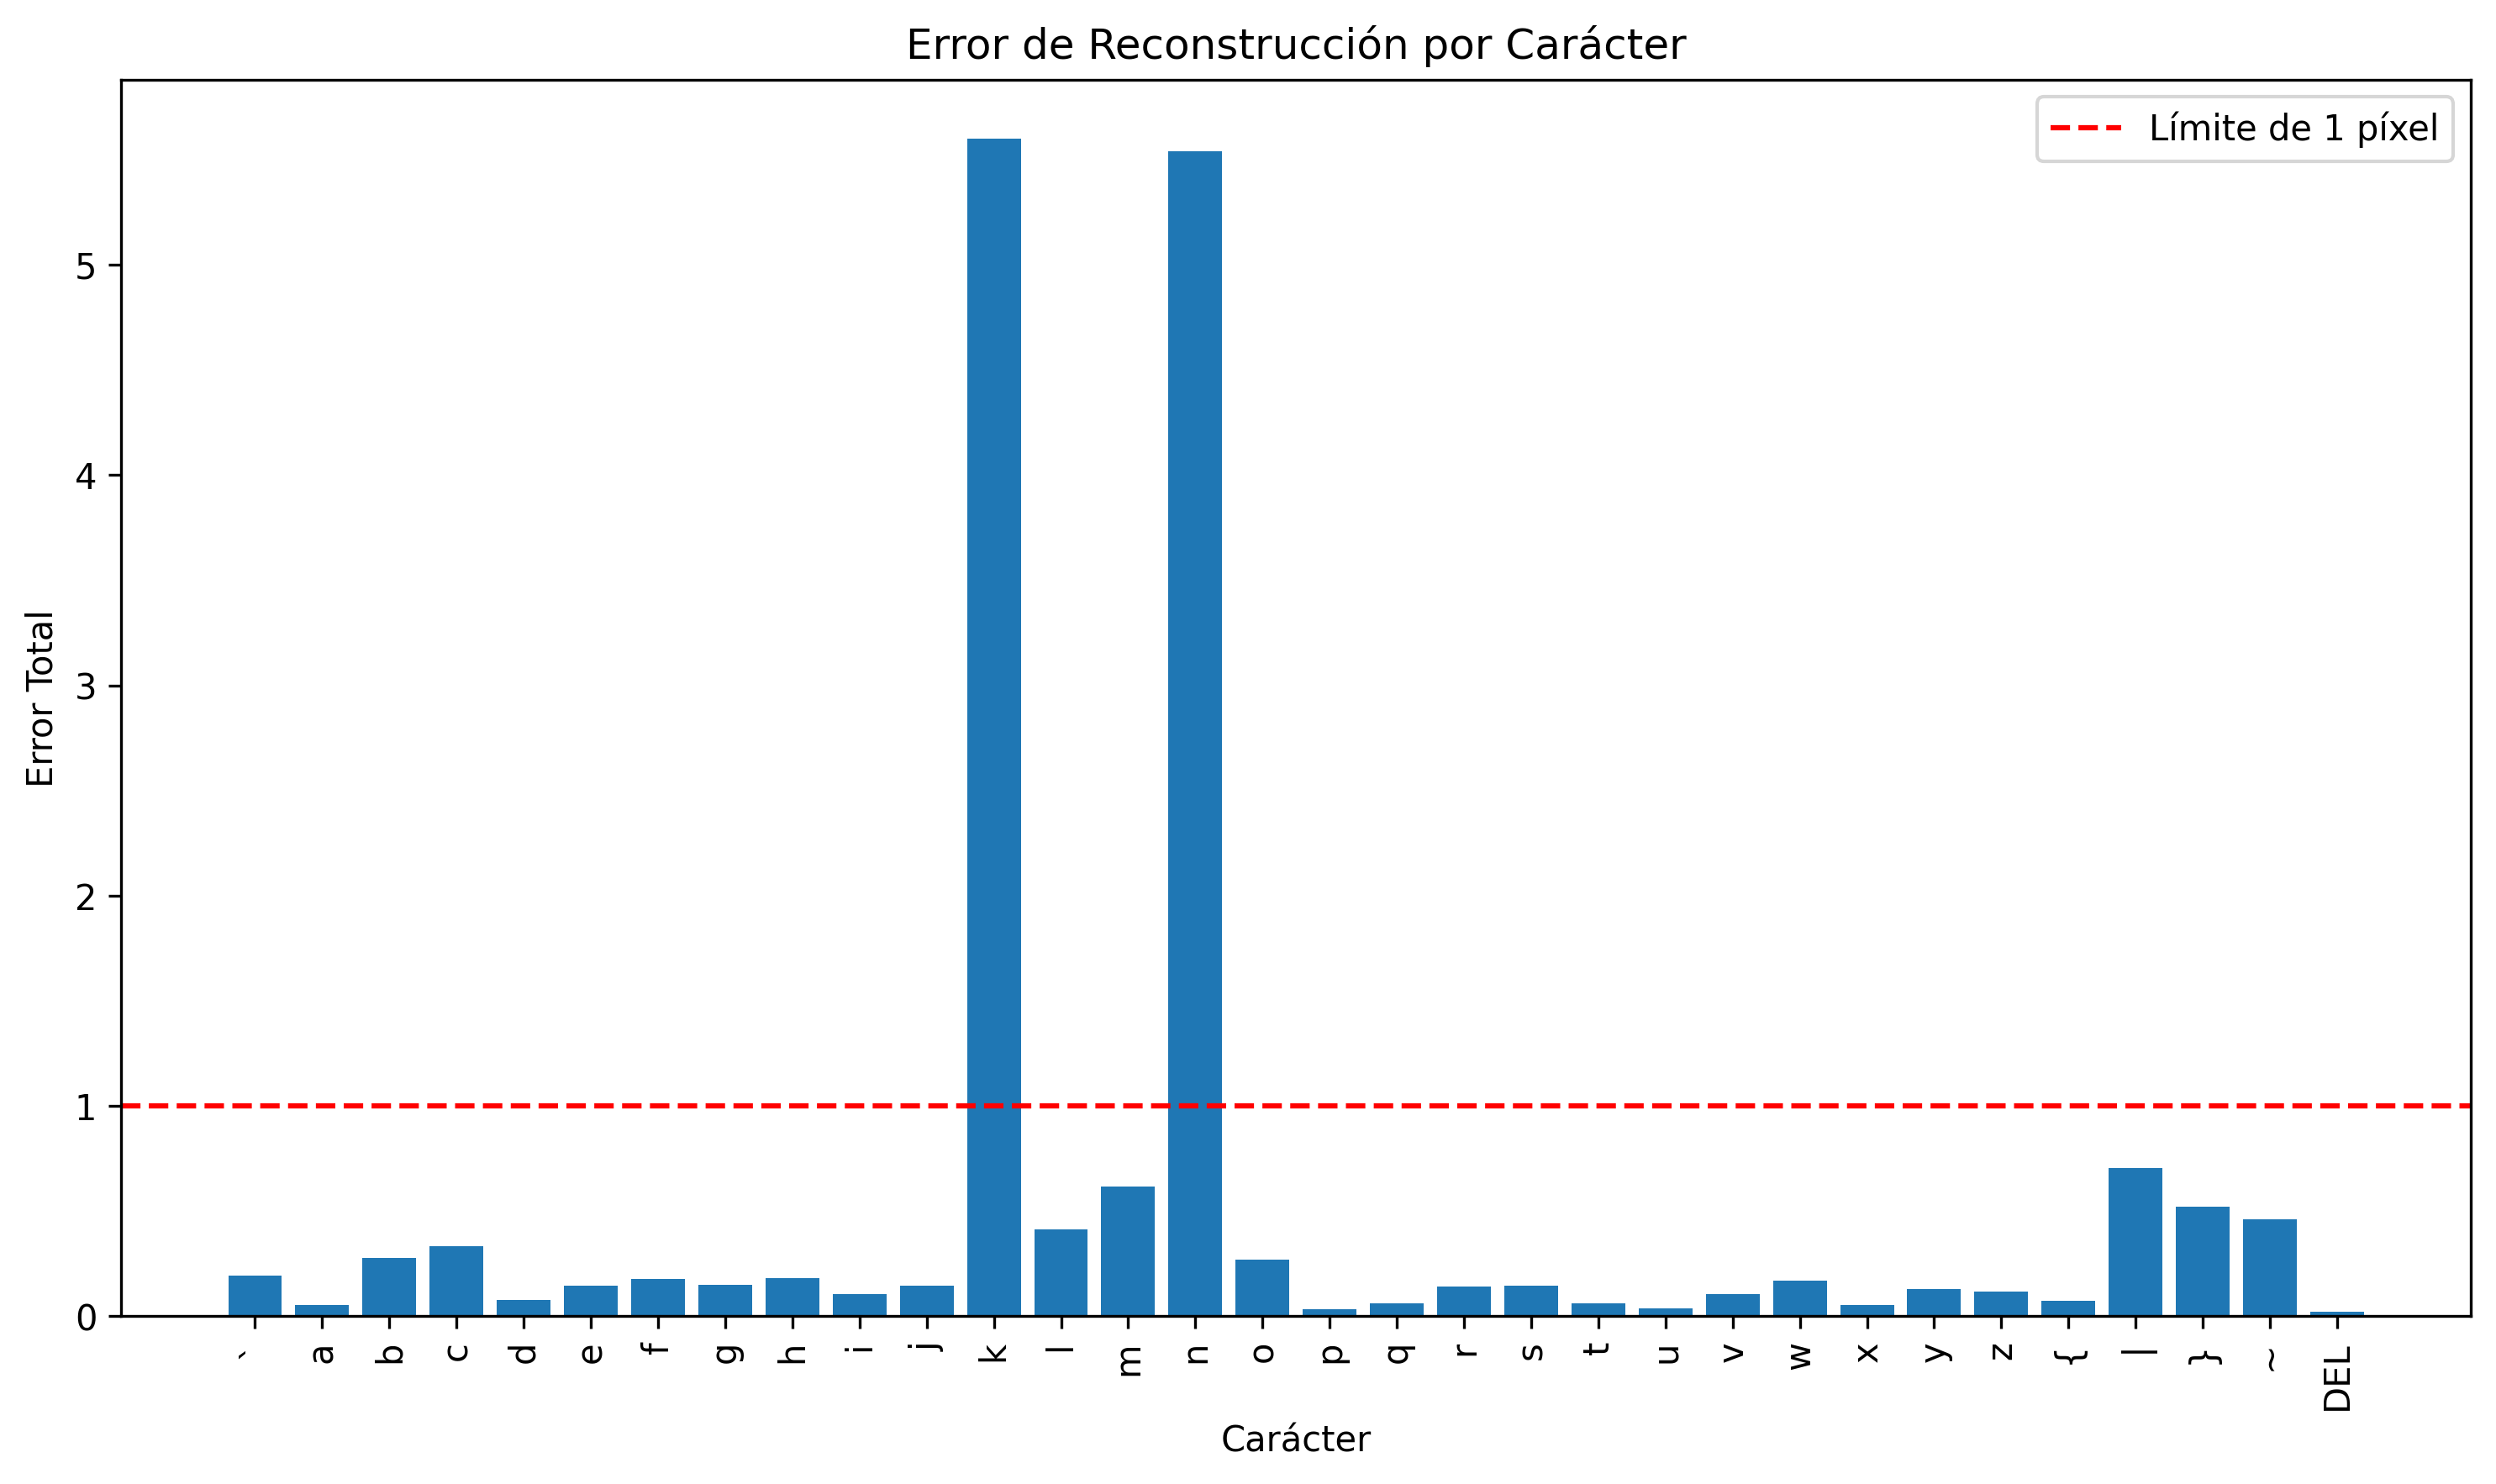 Error de Reconstrucción por Carácter
Límite de 1 píxel
Error Total
5
4
3
2
1
0
` a b c d e f g h i j k l m n o p q r s t u v w x y z { | } ~ DEL
Carácter